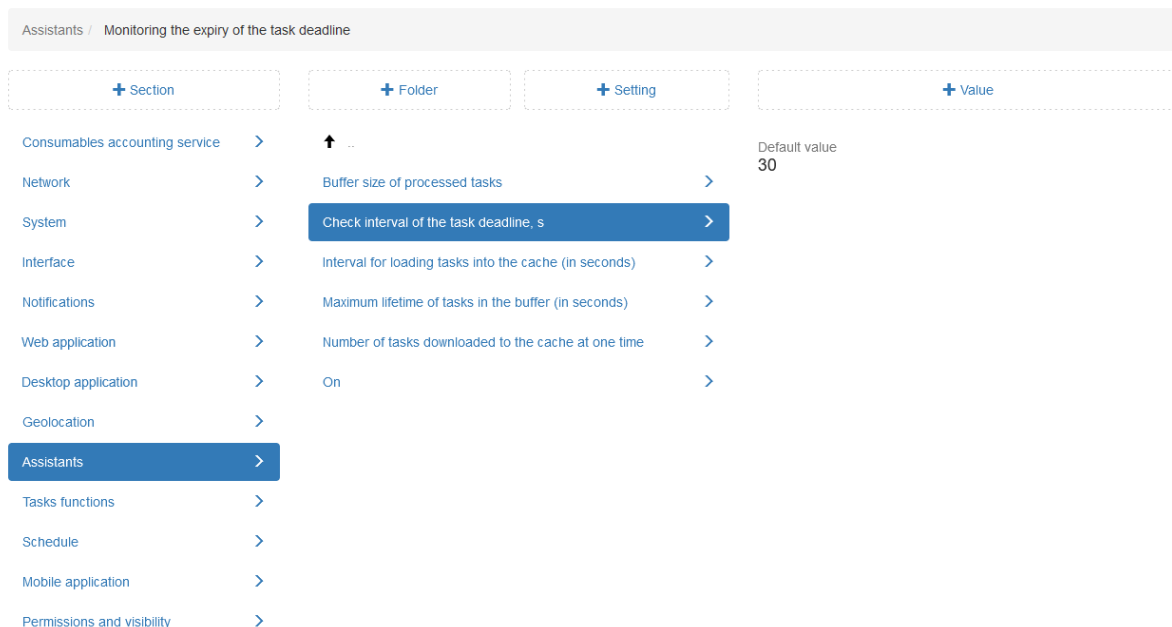 Assistants / Monitoring the expiry of the task deadline
+ Section
+ Folder
+ Setting
+ Value
Consumables accounting service
Network
System
Interface
Notifications
Web application
Desktop application
Geolocation
Assistants
Tasks functions
Schedule
Mobile application
Permissions and visibility
..
Buffer size of processed tasks
Check interval of the task deadline, s
Interval for loading tasks into the cache (in seconds)
Maximum lifetime of tasks in the buffer (in seconds)
Number of tasks downloaded to the cache at one time
On
Default value
30